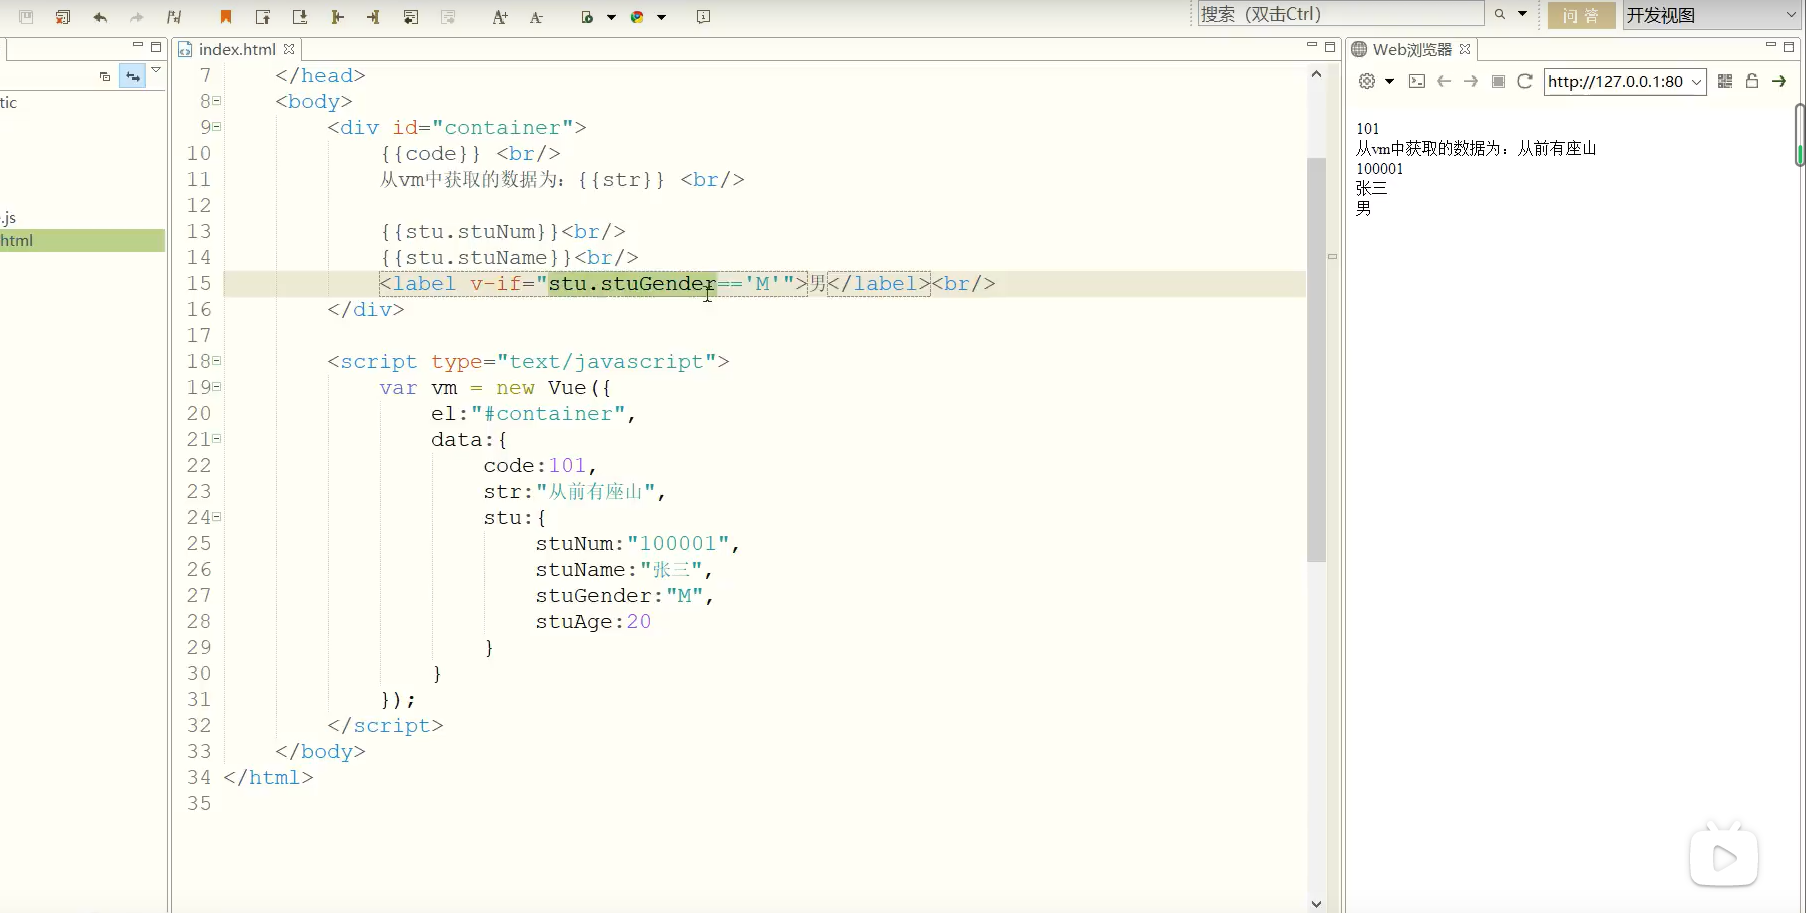 搜索（双击Ctrl）
问答
开发视图
index.html
Web浏览器
http://127.0.0.1:80
tic
.js
html
7 </head>
8 <body>
9 <div id="container">
10 {{code}} <br/>
11 从vm中获取的数据为：{{str}} <br/>
12
13 {{stu.stuNum}}<br/>
14 {{stu.stuName}}<br/>
15 <label v-if="stu.stuGender=='M'">男</label><br/>
16 </div>
17
18 <script type="text/javascript">
19 var vm = new Vue({
20 el:"#container",
21 data:{
22 code:101,
23 str:"从前有座山",
24 stu:{
25 stuNum:"100001",
26 stuName:"张三",
27 stuGender:"M",
28 stuAge:20
29 }
30 }
31 });
32 </script>
33 </body>
34 </html>
35
101
从vm中获取的数据为：从前有座山
100001
张三
男